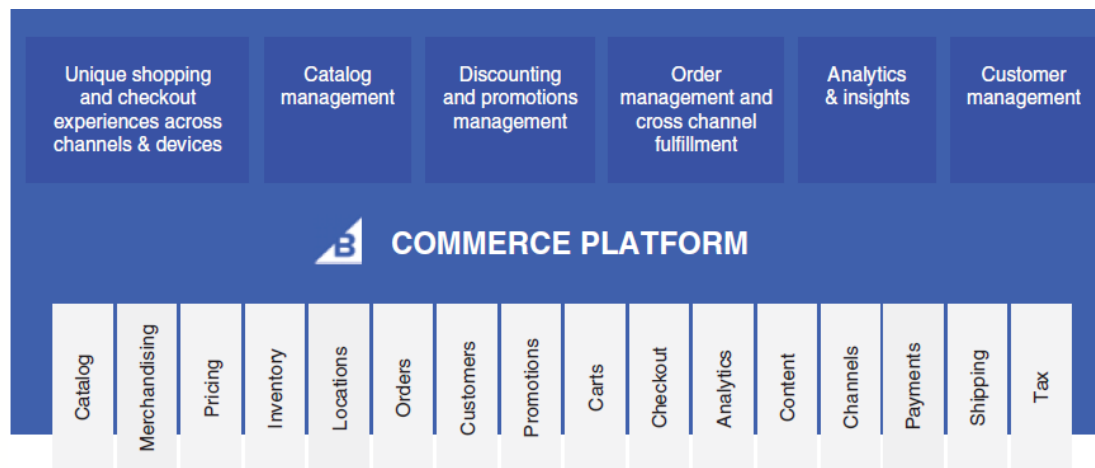 Unique shopping
and checkout
experiences across
channels & devices
Catalog
management
Discounting
and promotions
management
Order
management and
cross channel
fulfillment
Analytics
& insights
Customer
management
B
COMMERCE PLATFORM
Catalog
Merchandising
Pricing
Inventory
Locations
Orders
Customers
Promotions
Carts
Checkout
Analytics
Content
Channels
Payments
Shipping
Tax